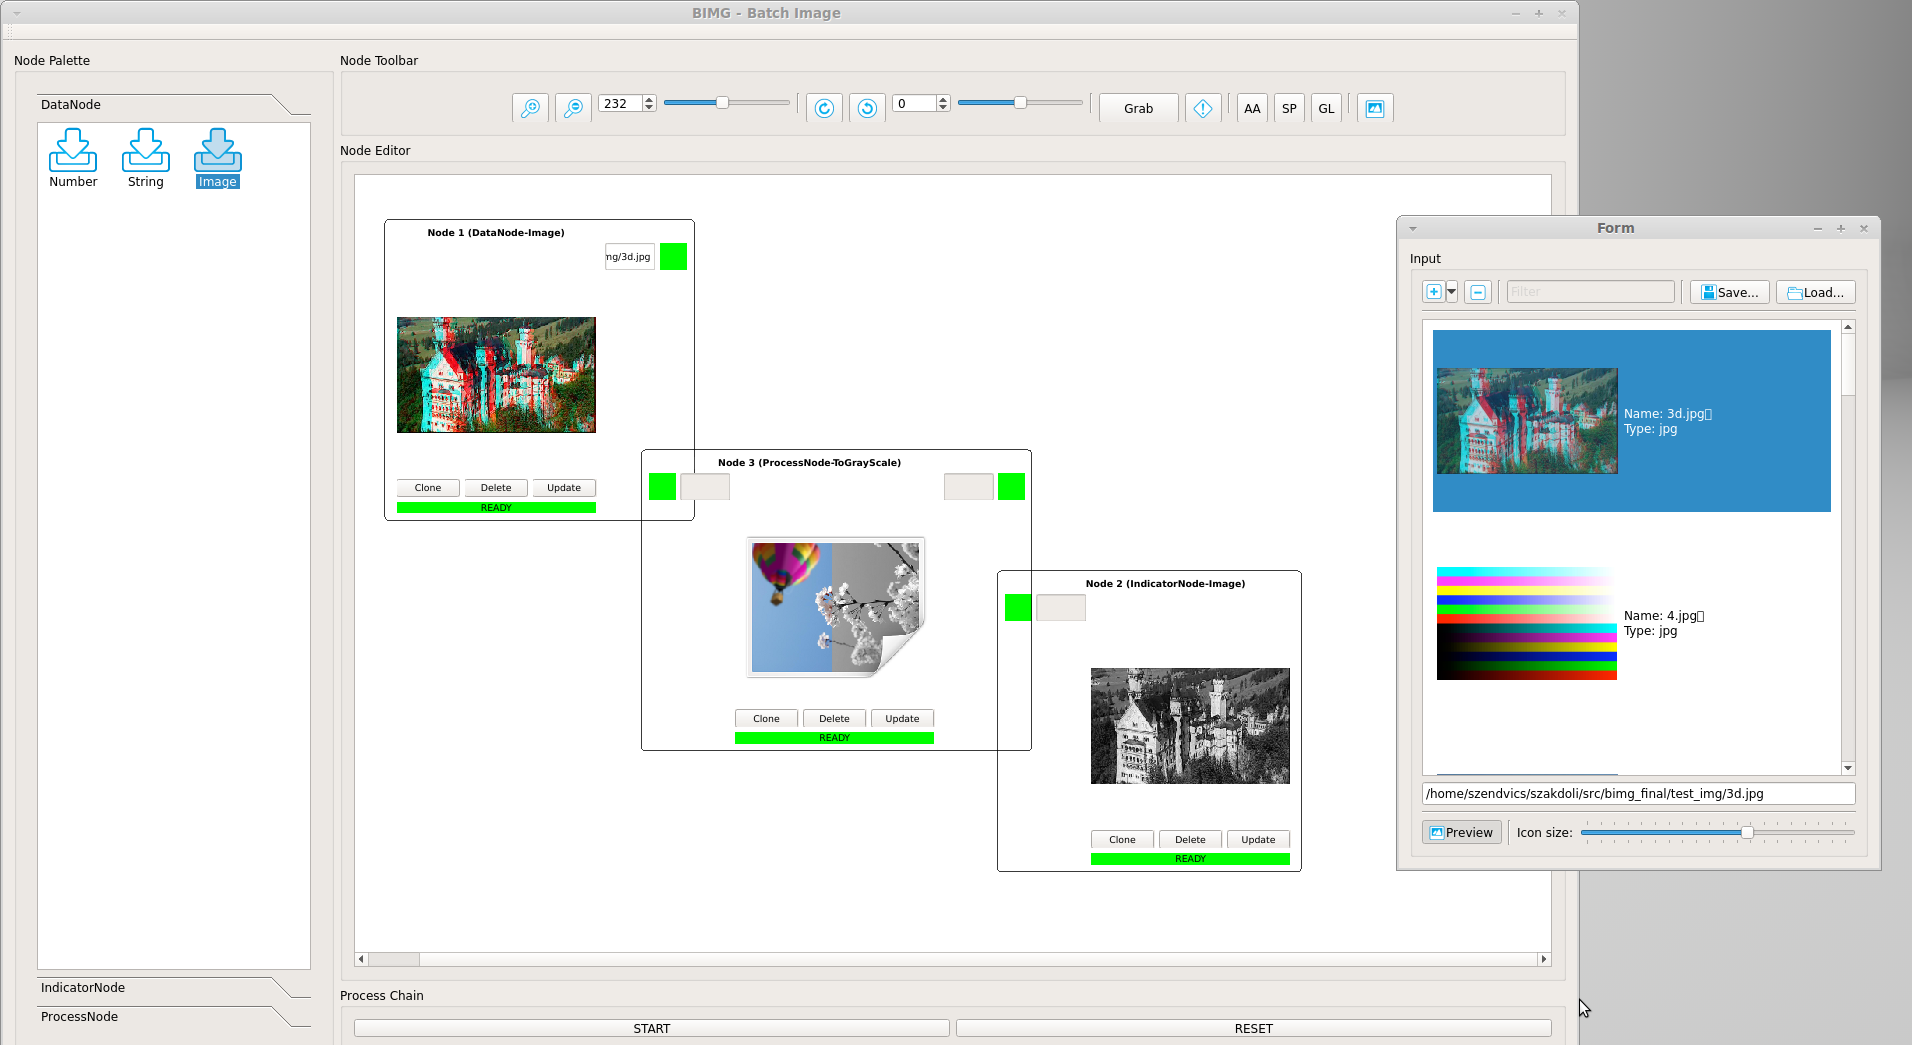 BIMG - Batch Image
Node Palette
DataNode
Number
String
Image
IndicatorNode
ProcessNode
Node Toolbar
232
0
Grab
AA
SP
GL
Node Editor
Node 1 (DataNode-Image)
mg/3d.jpg
Clone
Delete
Update
READY
Node 3 (ProcessNode-ToGrayScale)
Clone
Delete
Update
READY
Node 2 (IndicatorNode-Image)
Clone
Delete
Update
READY
Process Chain
START
RESET
Form
Input
Filter
Save...
Load...
Name: 3d.jpg
Type: jpg
Name: 4.jpg
Type: jpg
/home/szendvics/szakdoli/src/bimg_final/test_img/3d.jpg
Preview
Icon size: